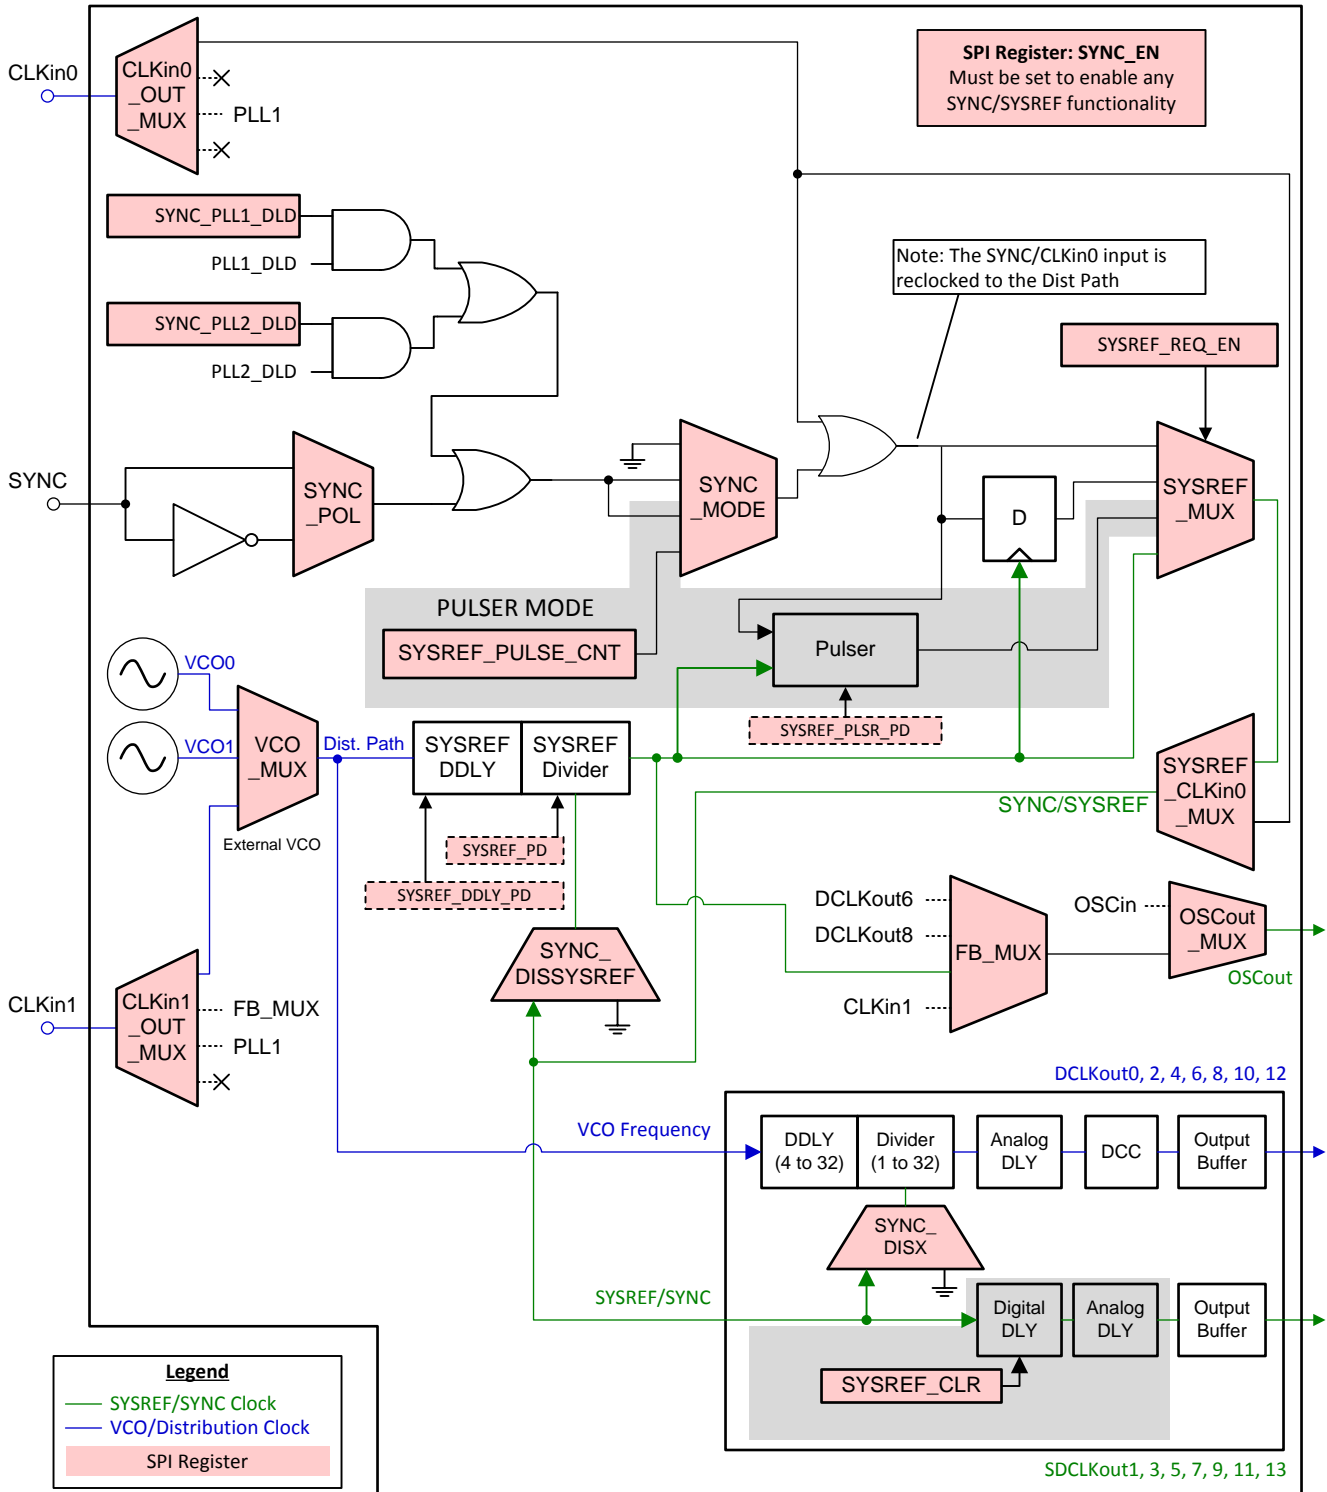 CLKin0
CLKin0
_OUT
_MUX
PLL1
SPI Register: SYNC_EN
Must be set to enable any
SYNC/SYSREF functionality
SYNC_PLL1_DLD
PLL1_DLD
SYNC_PLL2_DLD
PLL2_DLD
Note: The SYNC/CLKin0 input is
reclocked to the Dist Path
SYSREF_REQ_EN
SYNC
SYNC
_POL
SYNC
_MODE
D
SYSREF
_MUX
PULSER MODE
SYSREF_PULSE_CNT
Pulser
SYSREF_PLSR_PD
VCO0
VCO1
VCO
_MUX
External VCO
Dist. Path
SYSREF
DDLY
SYSREF
Divider
SYSREF_PD
SYSREF_DDLY_PD
SYNC/SYSREF
SYSREF
_CLKin0
_MUX
SYNC_
DISSYSREF
DCLKout6
DCLKout8
CLKin1
FB_MUX
OSCin
OSCout
_MUX
OSCout
CLKin1
CLKin1
_OUT
_MUX
FB_MUX
PLL1
DCLKout0, 2, 4, 6, 8, 10, 12
VCO Frequency
DDLY
(4 to 32)
Divider
(1 to 32)
Analog
DLY
DCC
Output
Buffer
SYNC_
DISX
SYSREF/SYNC
Digital
DLY
Analog
DLY
Output
Buffer
SYSREF_CLR
SDCLKout1, 3, 5, 7, 9, 11, 13
Legend
SYSREF/SYNC Clock
VCO/Distribution Clock
SPI Register